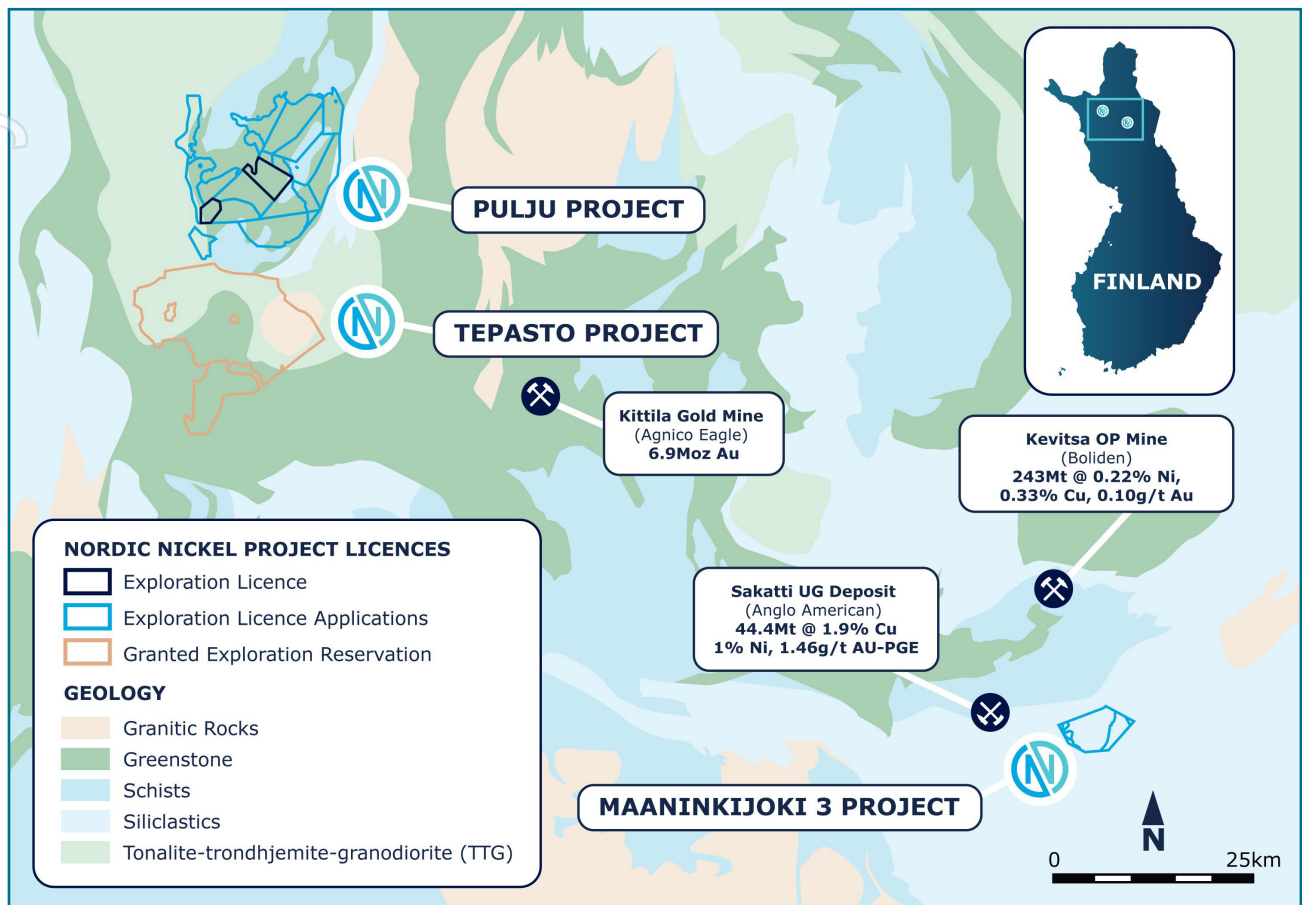 PULJU PROJECT
TEPASTO PROJECT
FINLAND
Kittila Gold Mine
(Agnico Eagle)
6.9Moz Au
Kevitsa OP Mine
(Boliden)
243Mt @ 0.22% Ni,
0.33% Cu, 0.10g/t Au
Sakatti UG Deposit
(Anglo American)
44.4Mt @ 1.9% Cu
1% Ni, 1.46g/t AU-PGE
MAANINKIJOKI 3 PROJECT
NORDIC NICKEL PROJECT LICENCES
Exploration Licence
Exploration Licence Applications
Granted Exploration Reservation
GEOLOGY
Granitic Rocks
Greenstone
Schists
Siliclastics
Tonalite-trondhjemite-granodiorite (TTG)
N
0 25km